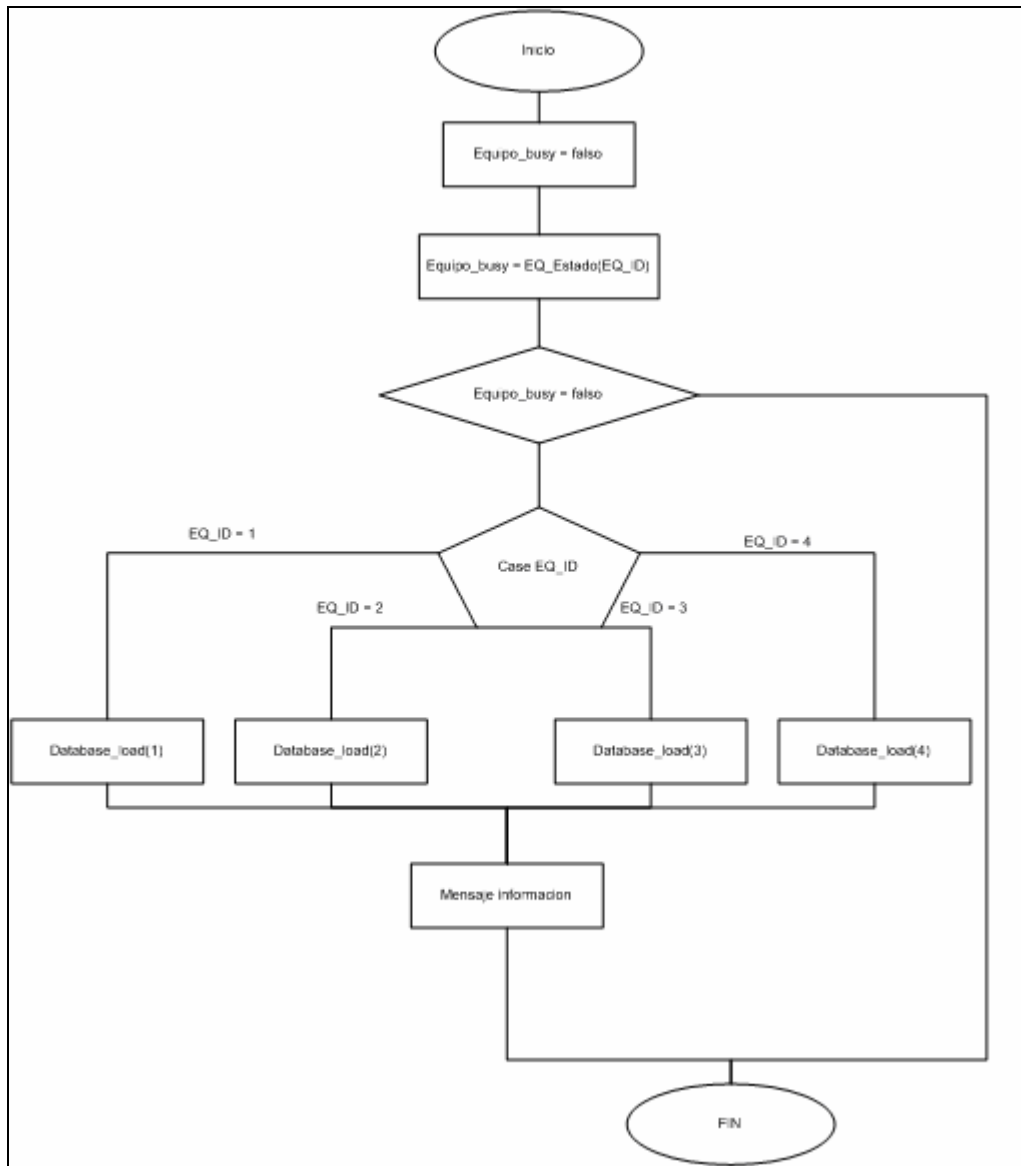 Inicio
Equipo_busy = falso
Equipo_busy = EQ_Estado(EQ_ID)
Equipo_busy = falso
EQ_ID = 1
EQ_ID = 4
Case EQ_ID
EQ_ID = 2
EQ_ID = 3
Database_load(1)
Database_load(2)
Database_load(3)
Database_load(4)
Mensaje informacion
FIN